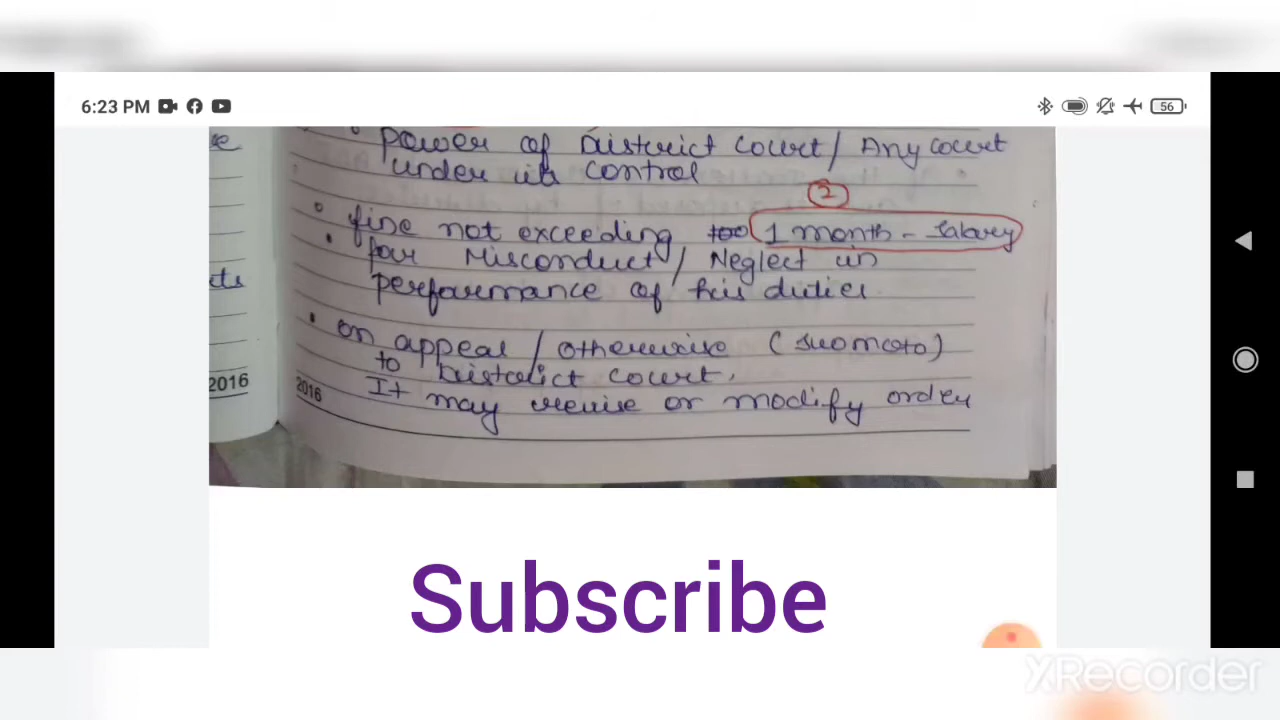 6:23 PM
56
Power of District Court / Any court
under its control
2
fine not exceeding too 1 month - Salary
for Misconduct / Neglect in
performance of his duties.
on appeal / otherwise (suomoto)
to District court.
2016
2016
It may revise or modify order
Subscribe
XRecorder